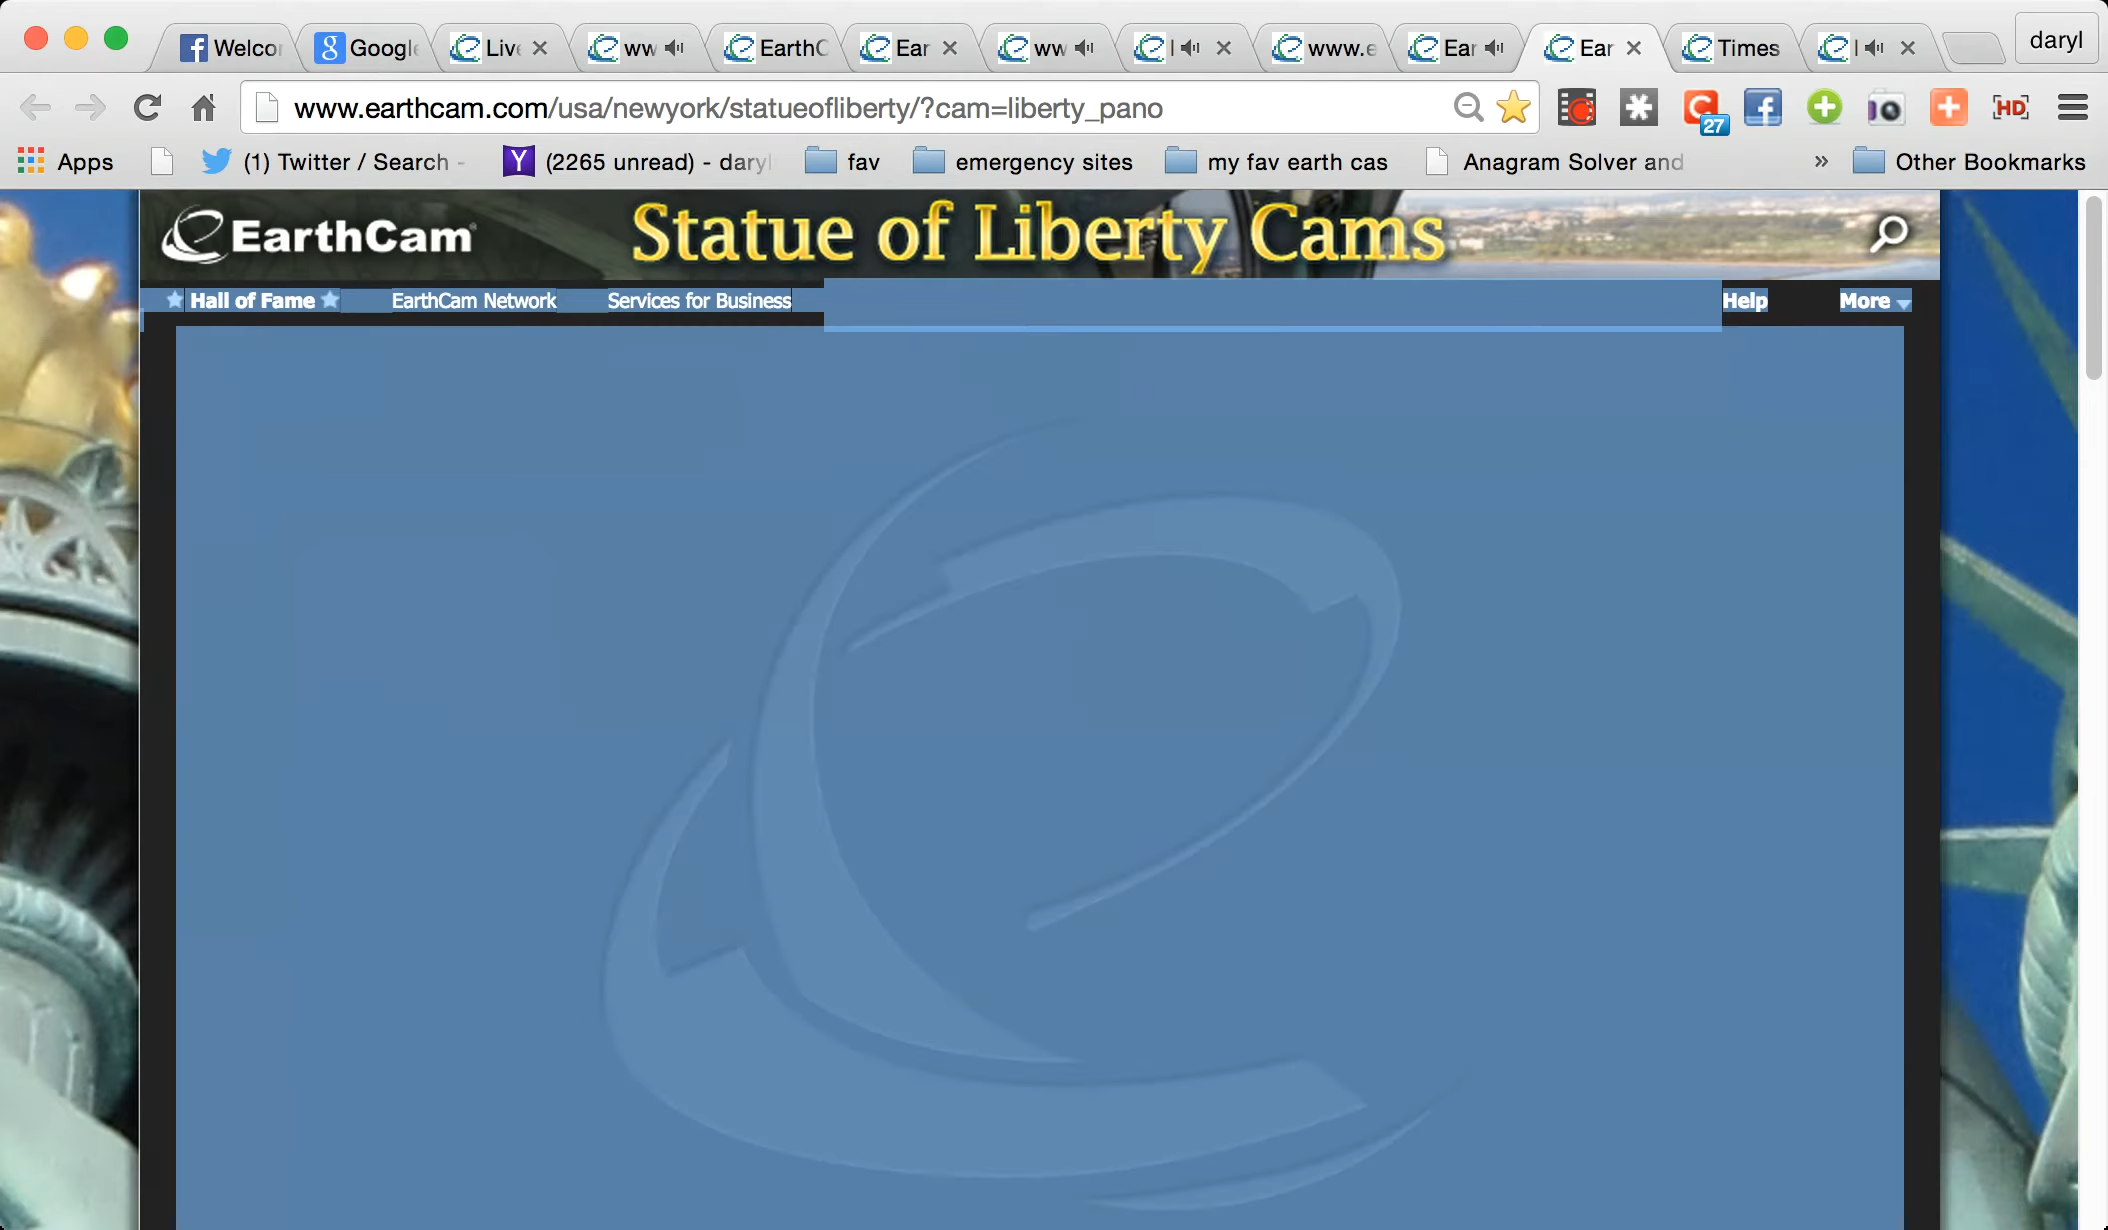 Welco Google Live ww EarthC Ear ww www.e Ear Ear Times daryl
www.earthcam.com/usa/newyork/statueofliberty/?cam=liberty_pano HD 27
Apps (1) Twitter / Search - (2265 unread) - daryl fav emergency sites my fav earth cas Anagram Solver and » Other Bookmarks
EarthCam Statue of Liberty Cams
Hall of Fame EarthCam Network Services for Business Help More